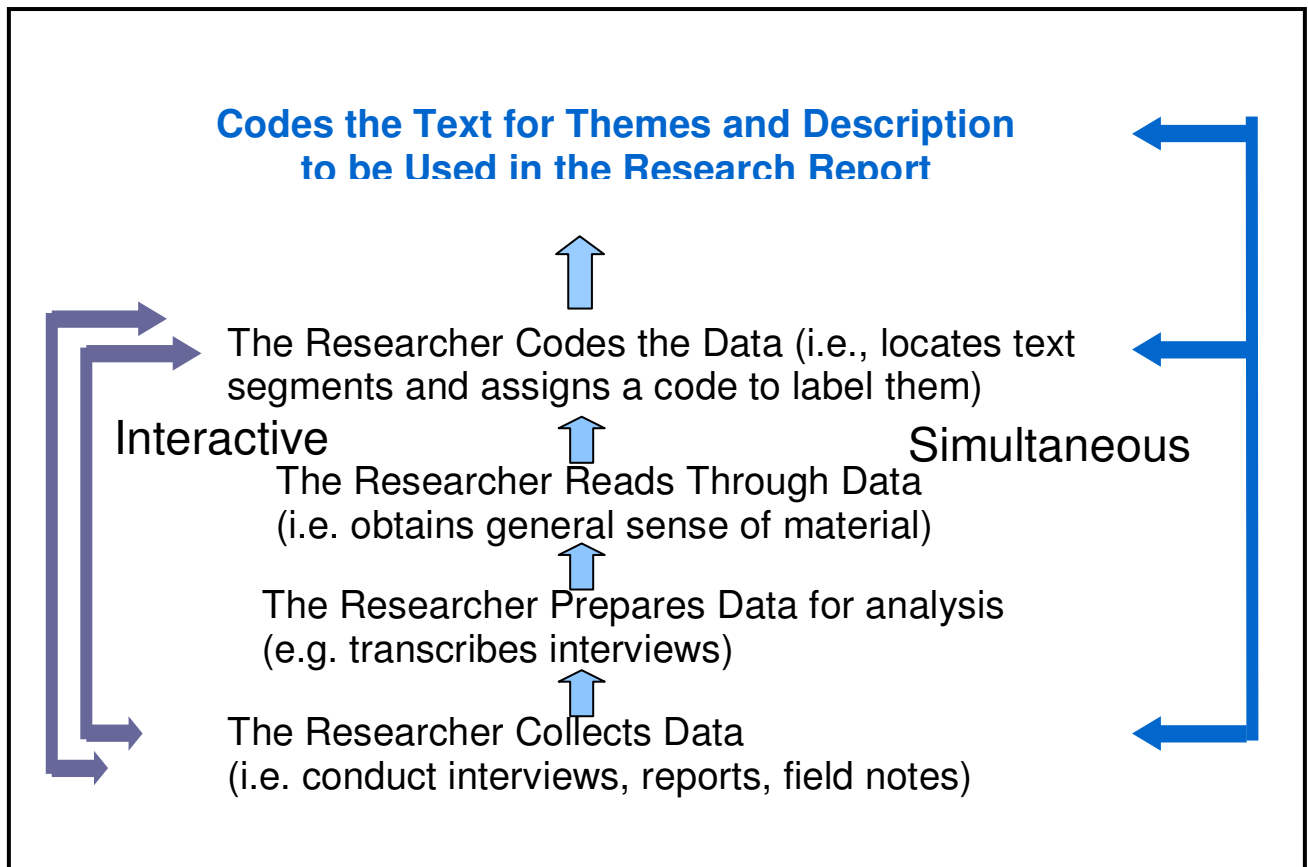 Codes the Text for Themes and Description
to be Used in the Research Report
The Researcher Codes the Data (i.e., locates text
segments and assigns a code to label them)
Interactive
Simultaneous
The Researcher Reads Through Data
(i.e. obtains general sense of material)
The Researcher Prepares Data for analysis
(e.g. transcribes interviews)
The Researcher Collects Data
(i.e. conduct interviews, reports, field notes)